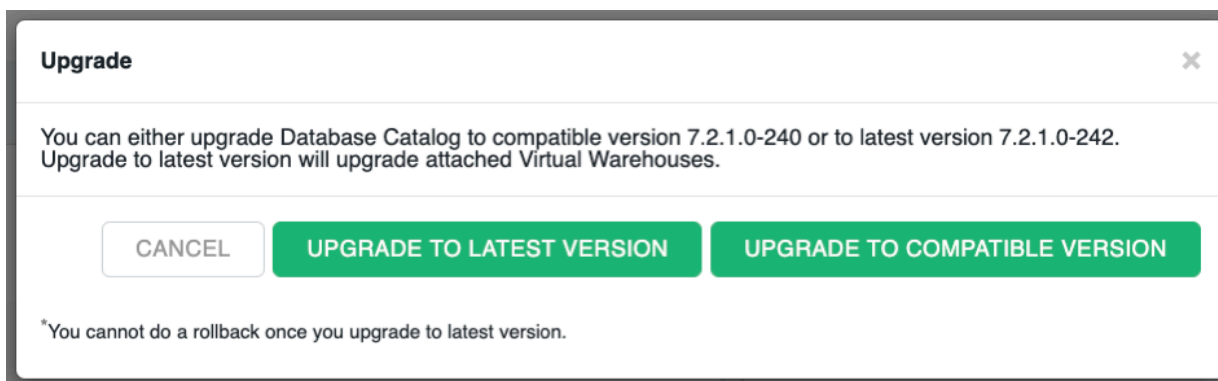 Upgrade
×
You can either upgrade Database Catalog to compatible version 7.2.1.0-240 or to latest version 7.2.1.0-242.
Upgrade to latest version will upgrade attached Virtual Warehouses.
CANCEL UPGRADE TO LATEST VERSION UPGRADE TO COMPATIBLE VERSION
*You cannot do a rollback once you upgrade to latest version.